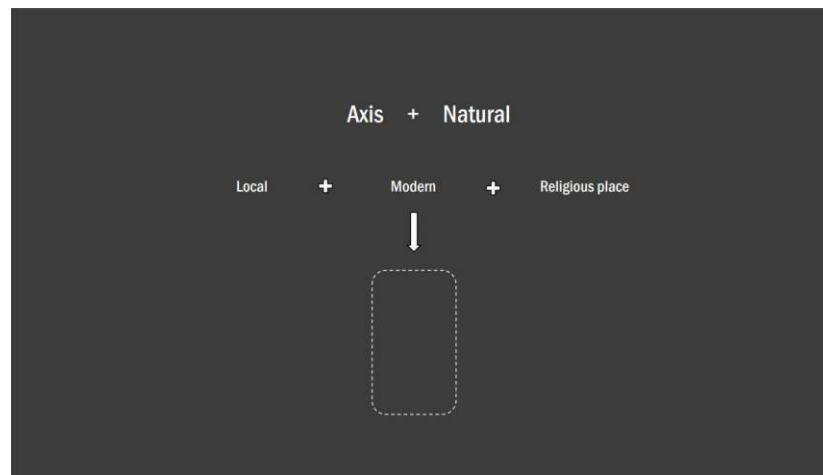 Axis + Natural
Local + Modern + Religious place